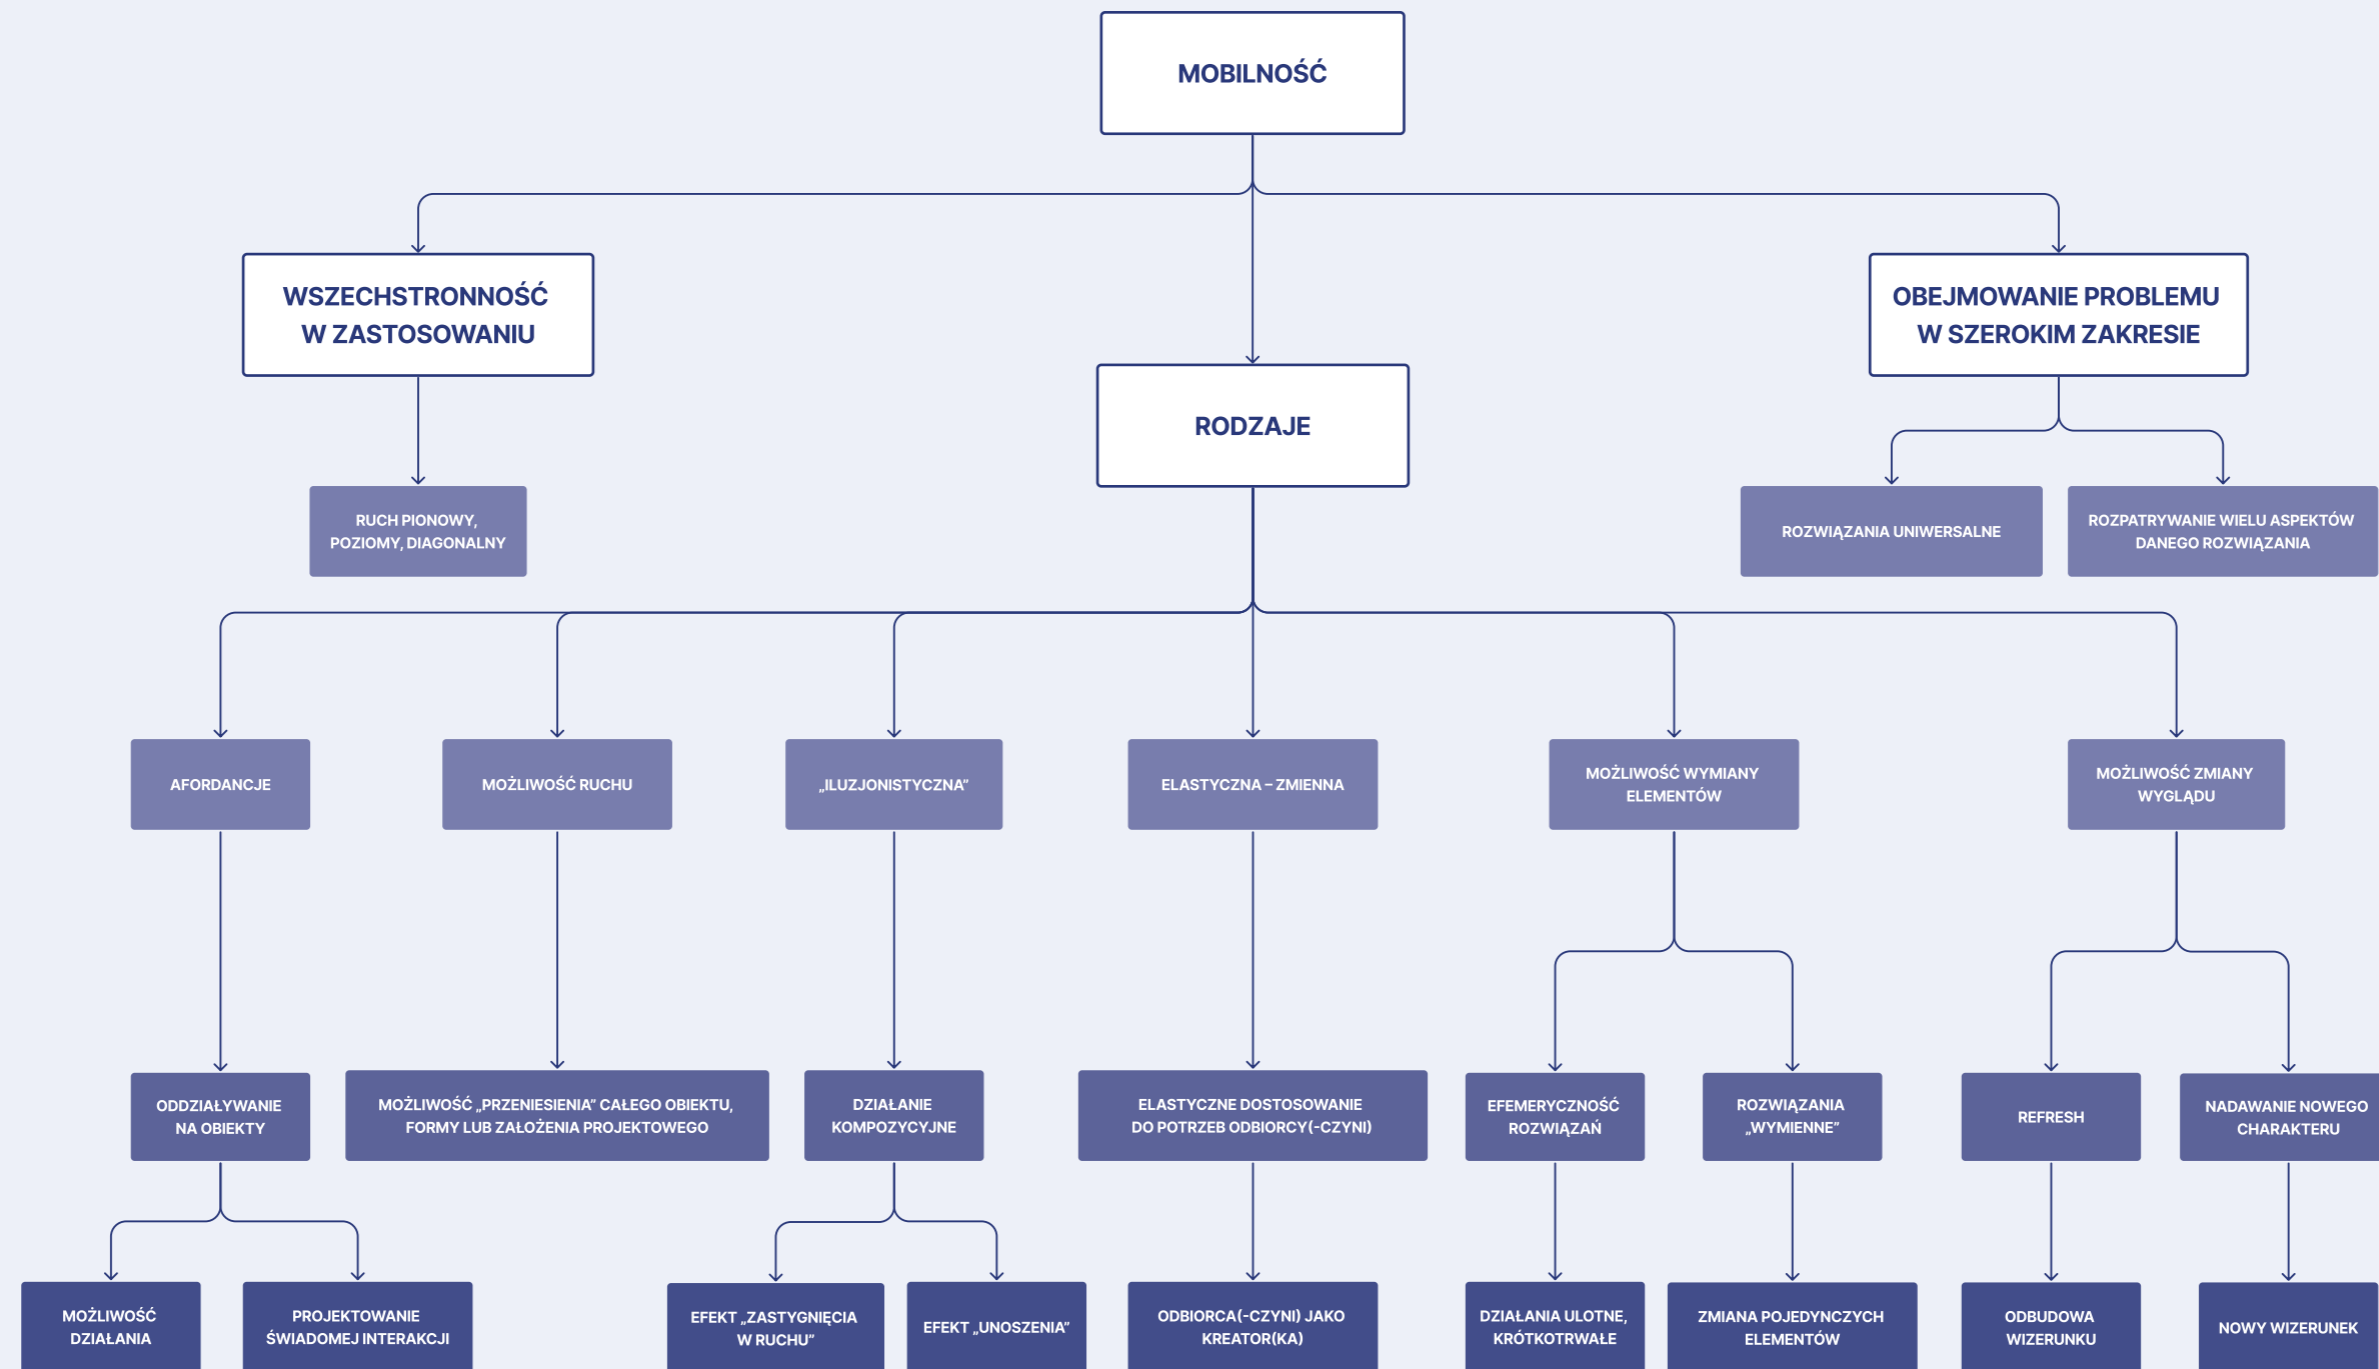 MOBILNOŚĆ
WSZECHSTRONNOŚĆ
W ZASTOSOWANIU
OBEJMOWANIE PROBLEMU
W SZEROKIM ZAKRESIE
RODZAJE
RUCH PIONOWY,
POZIOMY, DIAGONALNY
ROZWIĄZANIA UNIWERSALNE
ROZPATRYWANIE WIELU ASPEKTÓW
DANEGO ROZWIĄZANIA
AFORDANCJE
MOŻLIWOŚĆ RUCHU
„ILUZJONISTYCZNA”
ELASTYCZNA – ZMIENNA
MOŻLIWOŚĆ WYMIANY
ELEMENTÓW
MOŻLIWOŚĆ ZMIANY
WYGLĄDU
ODDZIAŁYWANIE
NA OBIEKTY
MOŻLIWOŚĆ „PRZENIESIENIA” CAŁEGO OBIEKTU,
FORMY LUB ZAŁOŻENIA PROJEKTOWEGO
DZIAŁANIE
KOMPOZYCYJNE
ELASTYCZNE DOSTOSOWANIE
DO POTRZEB ODBIORCY(-CZYNI)
EFEMERYCZNOŚĆ
ROZWIĄZAŃ
ROZWIĄZANIA
„WYMIENNE”
REFRESH
NADAWANIE NOWEGO
CHARAKTERU
MOŻLIWOŚĆ
DZIAŁANIA
PROJEKTOWANIE
ŚWIADOMEJ INTERAKCJI
EFEKT „ZASTYGNIĘCIA
W RUCHU”
EFEKT „UNOSZENIA”
ODBIORCA(-CZYNI) JAKO
KREATOR(KA)
DZIAŁANIA ULOTNE,
KRÓTKOTRWAŁE
ZMIANA POJEDYNCZYCH
ELEMENTÓW
ODBUDOWA
WIZERUNKU
NOWY WIZERUNEK